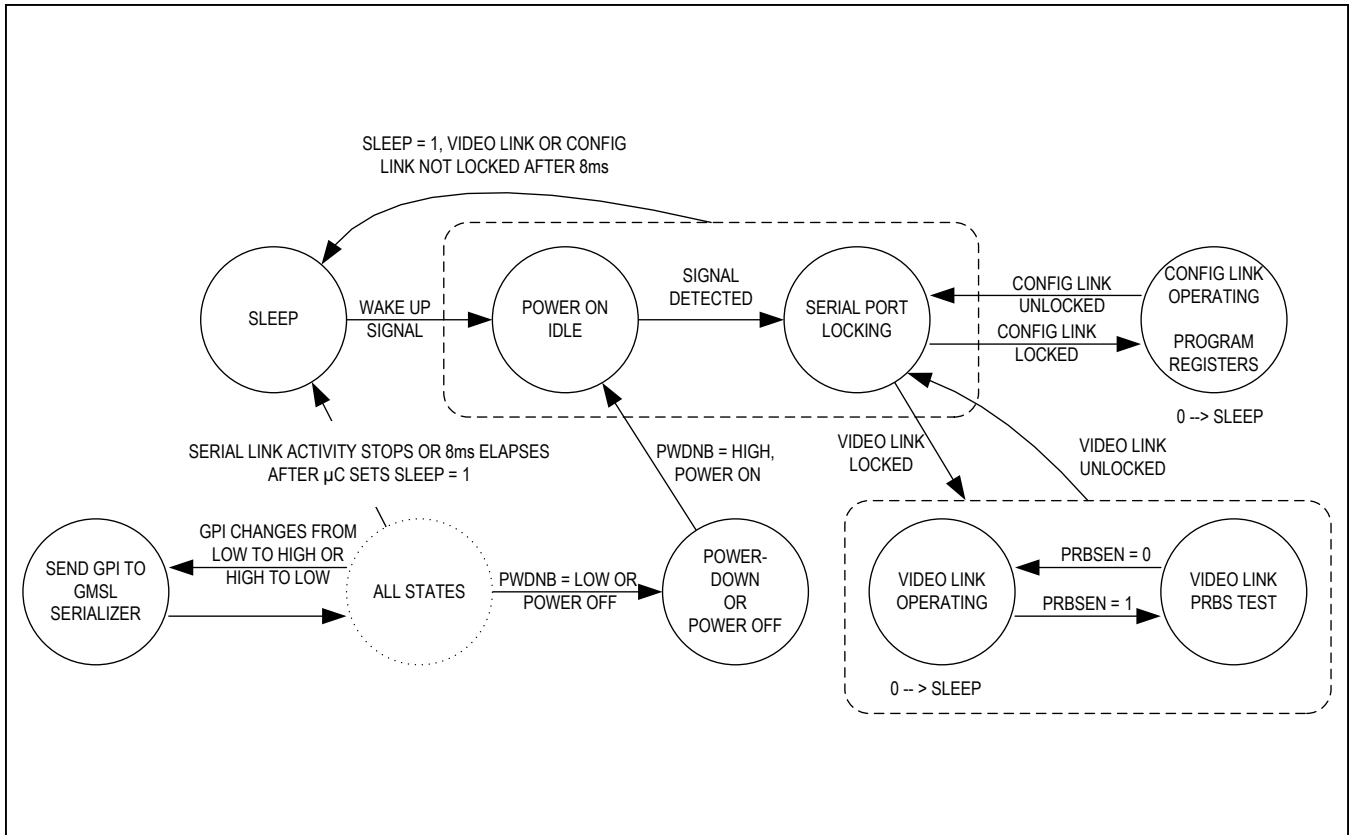 SLEEP = 1, VIDEO LINK OR CONFIG
LINK NOT LOCKED AFTER 8ms
SLEEP
WAKE UP
SIGNAL
POWER ON
IDLE
SIGNAL
DETECTED
SERIAL PORT
LOCKING
CONFIG LINK
UNLOCKED
CONFIG LINK
LOCKED
CONFIG LINK
OPERATING
PROGRAM
REGISTERS
0 --> SLEEP
SERIAL LINK ACTIVITY STOPS OR 8ms ELAPSES
AFTER µC SETS SLEEP = 1
PWDNB = HIGH,
POWER ON
VIDEO LINK
LOCKED
VIDEO LINK
UNLOCKED
SEND GPI TO
GMSL
SERIALIZER
GPI CHANGES FROM
LOW TO HIGH OR
HIGH TO LOW
ALL STATES
PWDNB = LOW OR
POWER OFF
POWER-
DOWN
OR
POWER OFF
VIDEO LINK
OPERATING
PRBSEN = 0
PRBSEN = 1
VIDEO LINK
PRBS TEST
0 -- > SLEEP